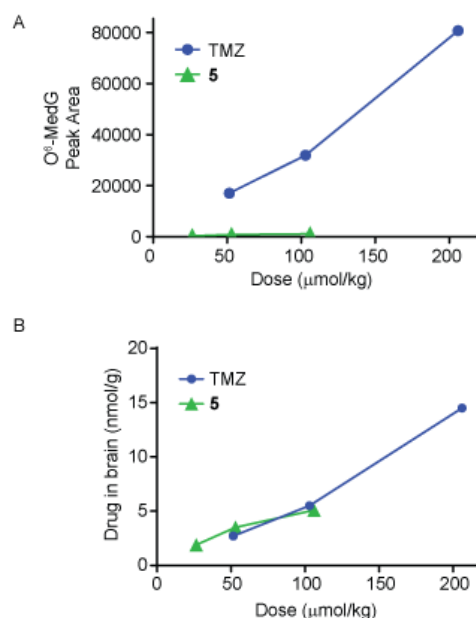 A
80000
TMZ
5
60000
O⁶-MedG
Peak Area
40000
20000
0
0 50 100 150 200
Dose (μmol/kg)
B
20
TMZ
5
15
Drug in brain (nmol/g)
10
5
0
0 50 100 150 200
Dose (μmol/kg)